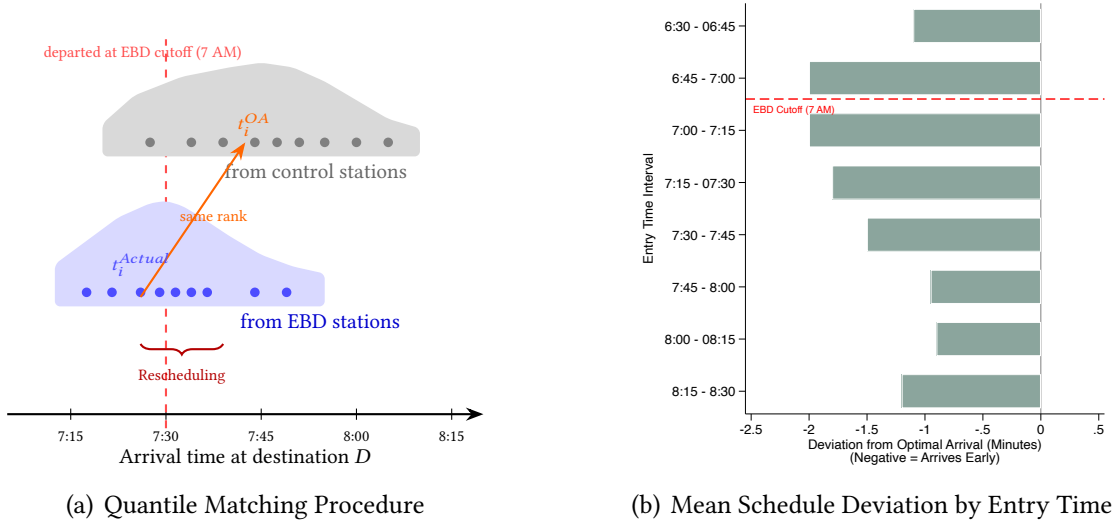 departed at EBD cutoff (7 AM)
t_i^{OA}
from control stations
same rank
t_i^{Actual}
from EBD stations
Rescheduling
7:15 7:30 7:45 8:00 8:15
Arrival time at destination D
(a) Quantile Matching Procedure
Entry Time Interval
6:30 - 06:45
6:45 - 7:00
EBD Cutoff (7 AM)
7:00 - 7:15
7:15 - 07:30
7:30 - 7:45
7:45 - 8:00
8:00 - 08:15
8:15 - 8:30
-2.5 -2 -1.5 -1 -.5 0 .5
Deviation from Optimal Arrival (Minutes)
(Negative = Arrives Early)
(b) Mean Schedule Deviation by Entry Time